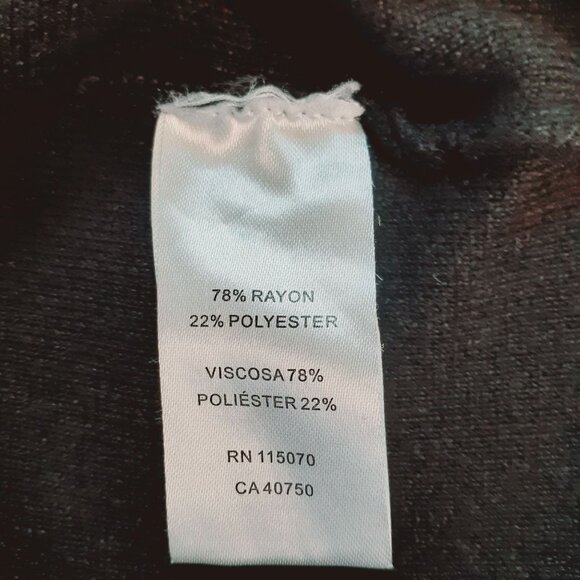 78% RAYON
22% POLYESTER
VISCOSA 78%
POLIÉSTER 22%
RN 115070
CA 40750